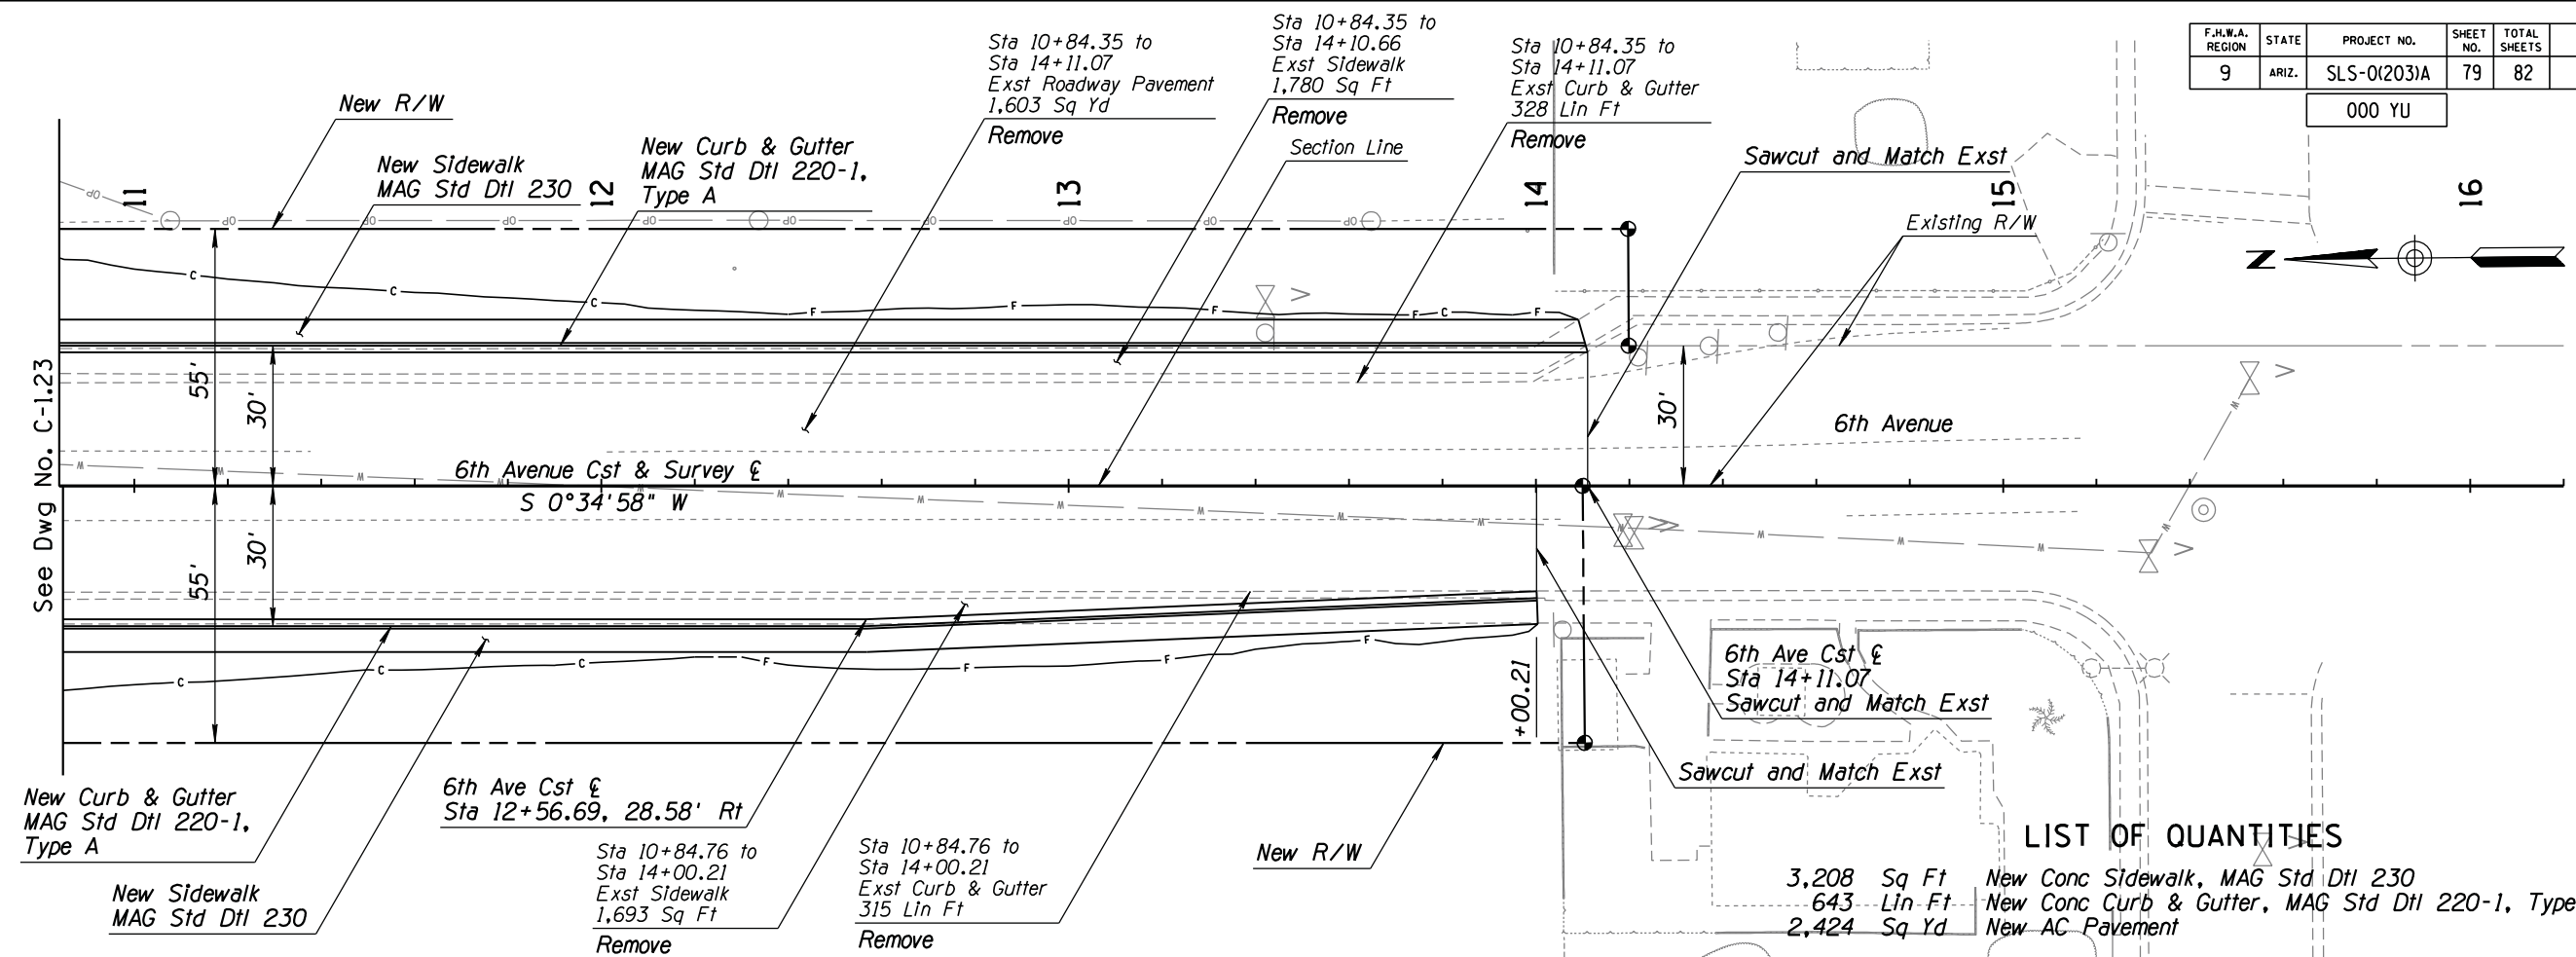 F.H.W.A. REGION STATE PROJECT NO. SHEET NO. TOTAL SHEETS
9 ARIZ. SLS-0(203)A 79 82
000 YU
Sta 10+84.35 to
Sta 14+11.07
Exst Roadway Pavement
1,603 Sq Yd
Remove
Sta 10+84.35 to
Sta 14+10.66
Exst Sidewalk
1,780 Sq Ft
Remove
Section Line
Sta 10+84.35 to
Sta 14+11.07
Exst Curb & Gutter
328 Lin Ft
Remove
New R/W
New Sidewalk
MAG Std Dtl 230
New Curb & Gutter
MAG Std Dtl 220-1,
Type A
Sawcut and Match Exst
Existing R/W
11
12
13
14
15
16
OP OP OP OP OP OP OP OP OP OP
N
C C C F F F F C F
See Dwg No. C-1.23
55'
30'
30'
6th Avenue
6th Avenue Cst & Survey ℄
S 0°34'58" W
W W W W W W W W W W W W W W W W W
V V V V V
55'
30'
C C C F F F F
+00.21
6th Ave Cst ℄
Sta 14+11.07
Sawcut and Match Exst
Sawcut and Match Exst
New Curb & Gutter
MAG Std Dtl 220-1,
Type A
New Sidewalk
MAG Std Dtl 230
6th Ave Cst ℄
Sta 12+56.69, 28.58' Rt
Sta 10+84.76 to
Sta 14+00.21
Exst Sidewalk
1,693 Sq Ft
Remove
Sta 10+84.76 to
Sta 14+00.21
Exst Curb & Gutter
315 Lin Ft
Remove
New R/W
LIST OF QUANTITIES
3,208 Sq Ft New Conc Sidewalk, MAG Std Dtl 230
643 Lin Ft New Conc Curb & Gutter, MAG Std Dtl 220-1, Type
2,424 Sq Yd New AC Pavement